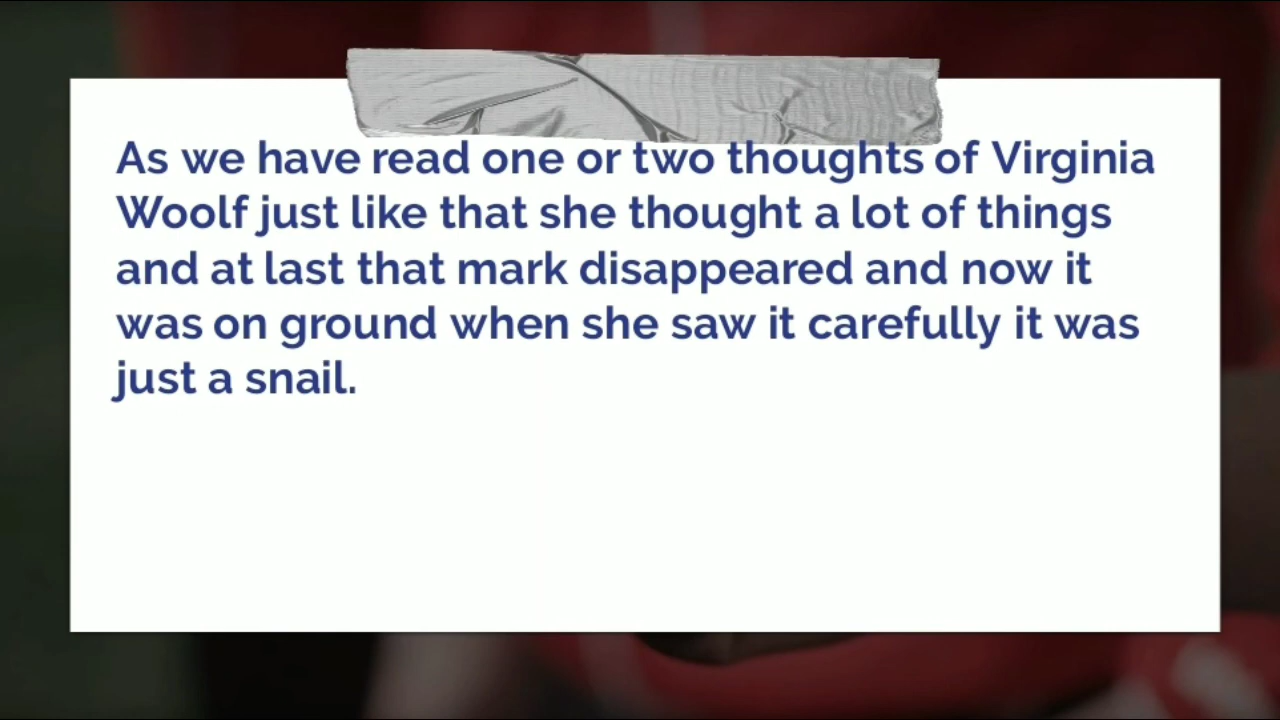 As we have read one or two thoughts of Virginia
Woolf just like that she thought a lot of things
and at last that mark disappeared and now it
was on ground when she saw it carefully it was
just a snail.